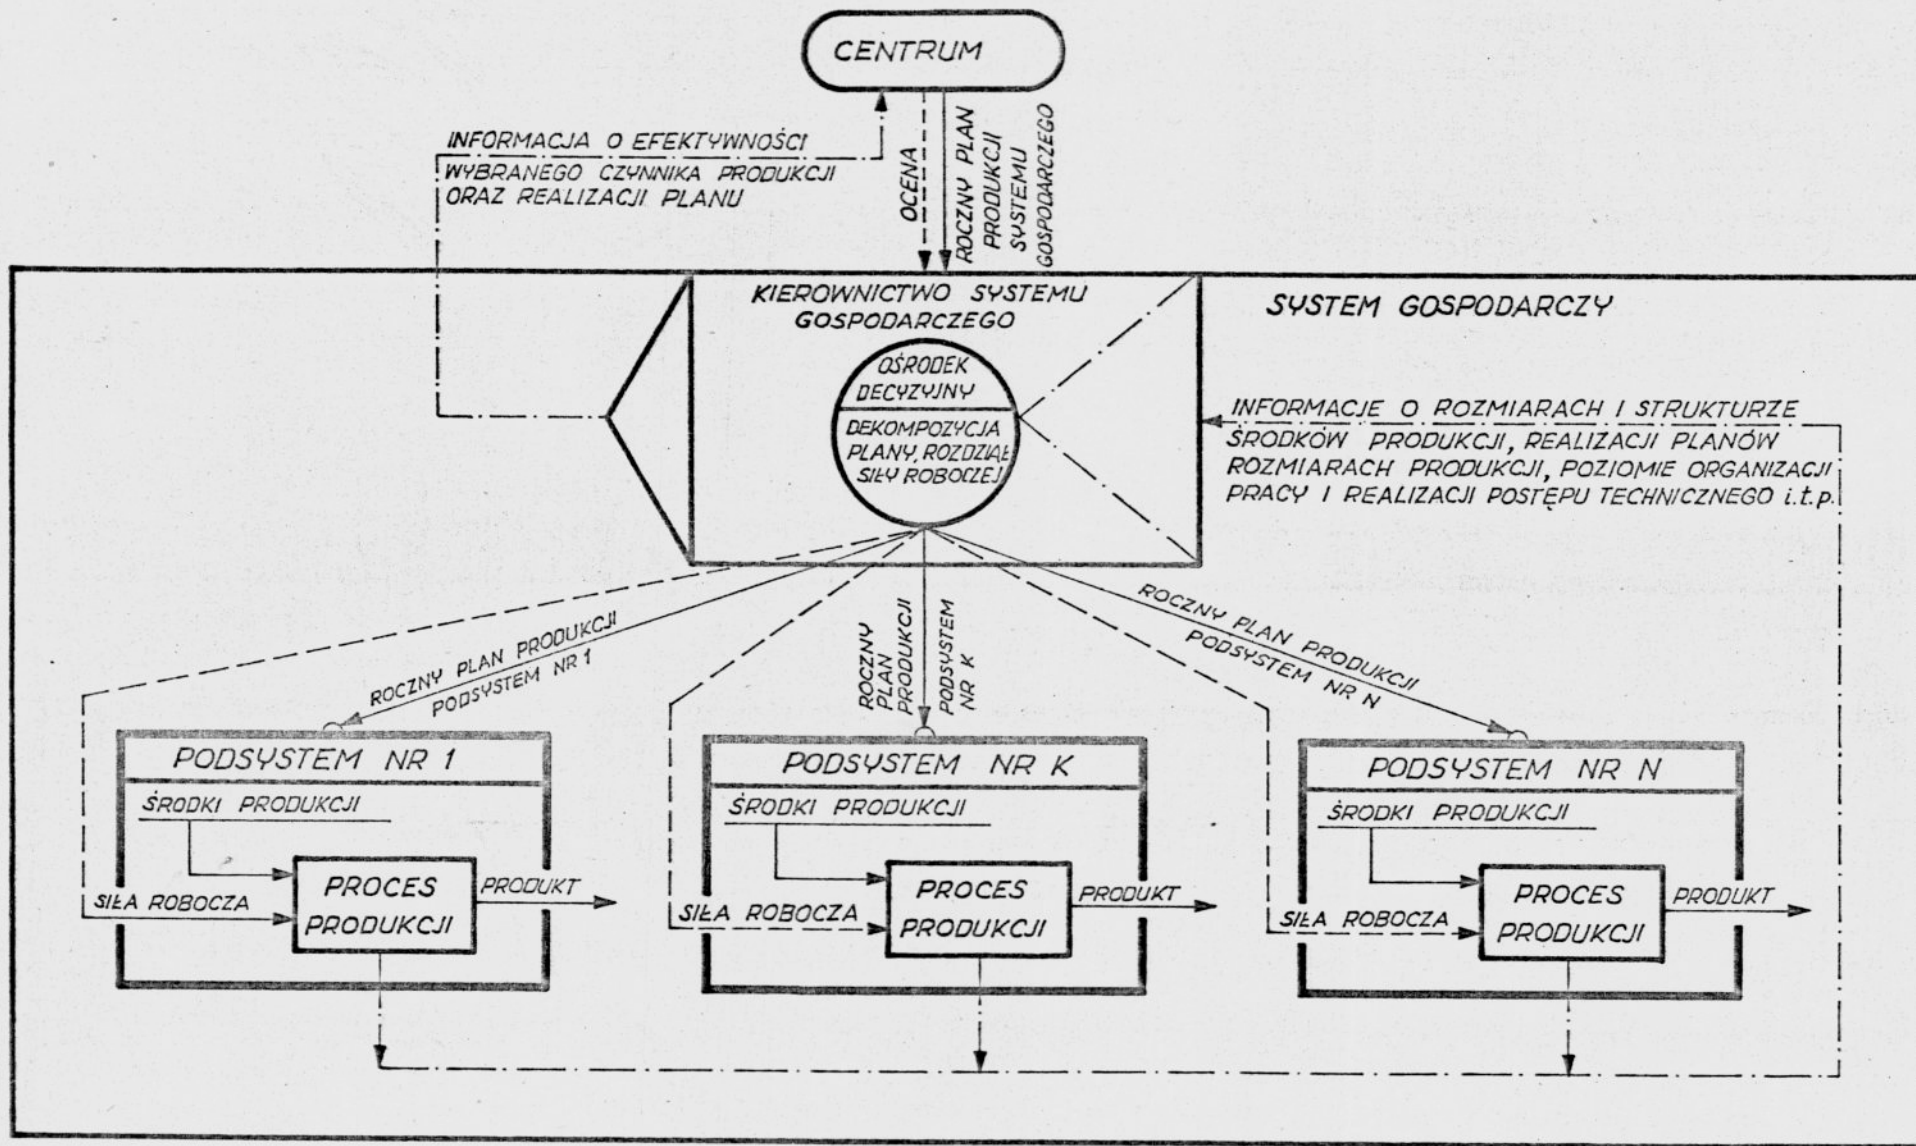 CENTRUM
INFORMACJA O EFEKTYWNOŚCI
WYBRANEGO CZYNNIKA PRODUKCJI
ORAZ REALIZACJI PLANU
OCENA
ROCZNY PLAN
PRODUKCJI
SYSTEMU
GOSPODARCZEGO
KIEROWNICTWO SYSTEMU
GOSPODARCZEGO
SYSTEM GOSPODARCZY
OŚRODEK
DECYZYJNY
DEKOMPOZYCJA
PLANY, ROZDZIAŁ
SIŁY ROBOCZEJ
INFORMACJE O ROZMIARACH I STRUKTURZE
ŚRODKÓW PRODUKCJI, REALIZACJI PLANÓW
ROZMIARACH PRODUKCJI, POZIOMIE ORGANIZACJI
PRACY I REALIZACJI POSTĘPU TECHNICZNEGO i.t.p.
ROCZNY PLAN PRODUKCJI
PODSYSTEM NR 1
ROCZNY
PLAN
PRODUKCJI
PODSYSTEM
NR K
ROCZNY PLAN PRODUKCJI
PODSYSTEM NR N
PODSYSTEM NR 1
ŚRODKI PRODUKCJI
SIŁA ROBOCZA
PROCES
PRODUKCJI
PRODUKT
PODSYSTEM NR K
ŚRODKI PRODUKCJI
SIŁA ROBOCZA
PROCES
PRODUKCJI
PRODUKT
PODSYSTEM NR N
ŚRODKI PRODUKCJI
SIŁA ROBOCZA
PROCES
PRODUKCJI
PRODUKT